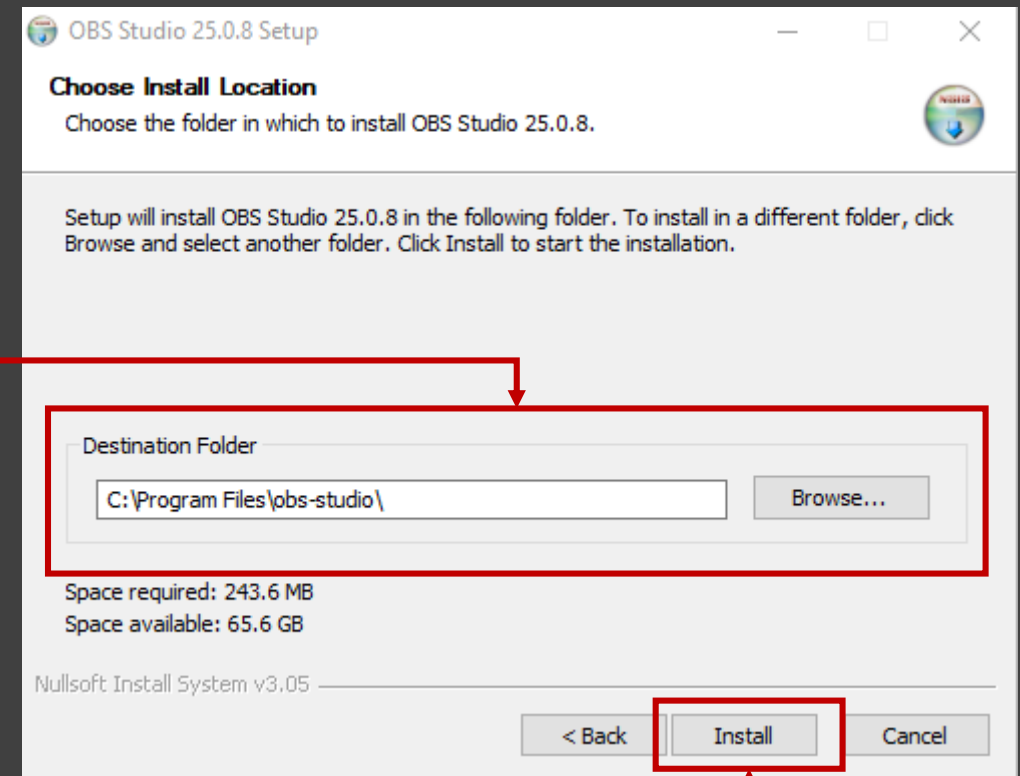 OBS Studio 25.0.8 Setup
Choose Install Location
Choose the folder in which to install OBS Studio 25.0.8.
Setup will install OBS Studio 25.0.8 in the following folder. To install in a different folder, click
Browse and select another folder. Click Install to start the installation.
Destination Folder
C:\Program Files\obs-studio\
Browse...
Space required: 243.6 MB
Space available: 65.6 GB
Nullsoft Install System v3.05
< Back
Install
Cancel